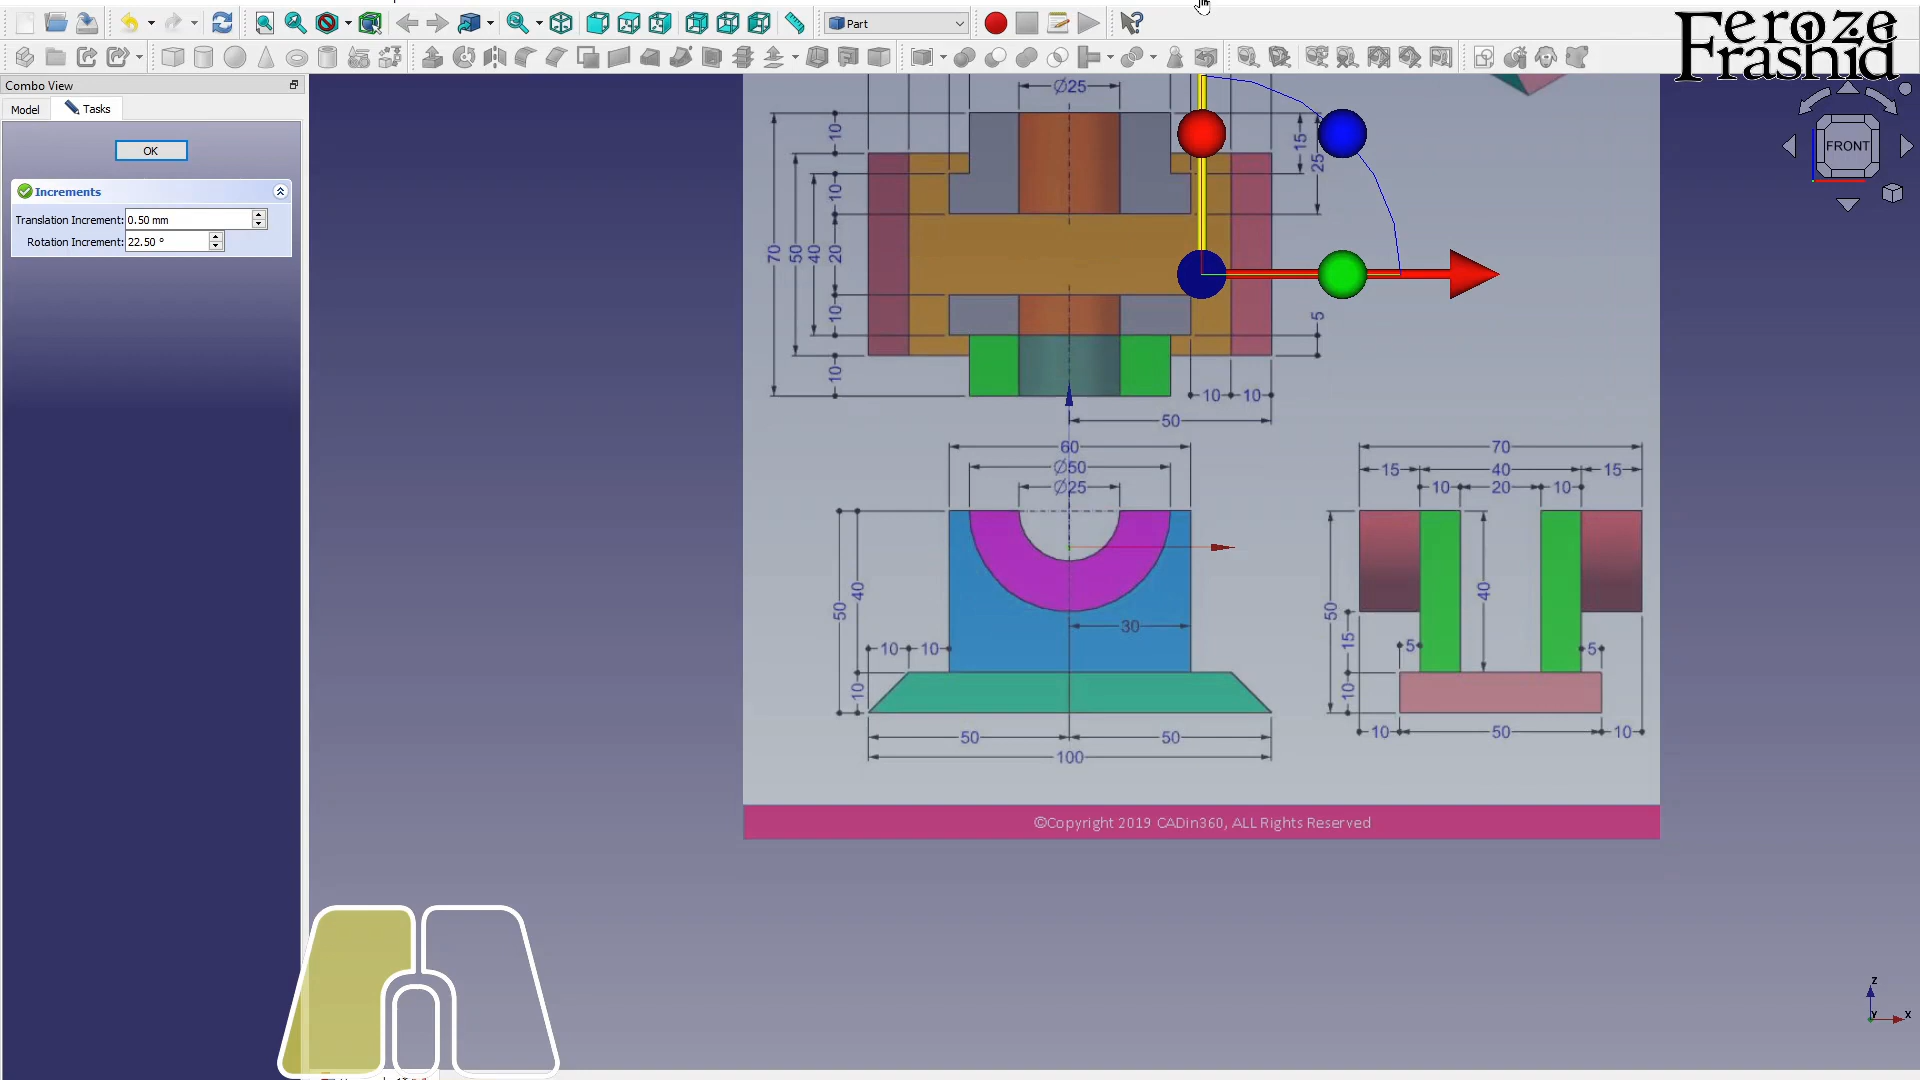 Feroze
Frashid
Part
Combo View
Model
Tasks
OK
Increments
Translation Increment: 0.50 mm
Rotation Increment: 22.50 °
FRONT
Ø25
10
15
25
10
70
50
40
20
10
5
10
10
10
50
60
Ø50
Ø25
50
40
30
10
10
10
50
50
100
70
15
40
15
10
20
10
50
40
15
5
5
10
10
50
10
©Copyright 2019 CADin360, ALL Rights Reserved
Z
Y
X